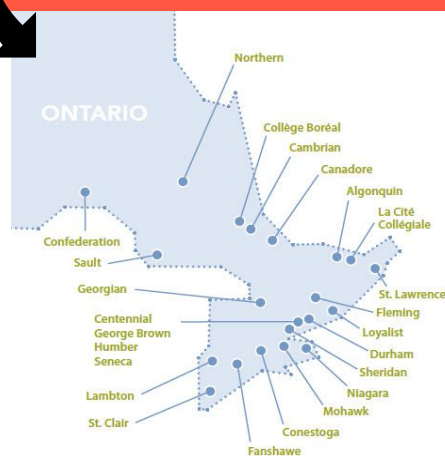 Northern
ONTARIO
Collège Boréal
Cambrian
Canadore
Algonquin
La Cité
Collégiale
Confederation
Sault
Georgian
St. Lawrence
Fleming
Centennial
George Brown
Humber
Seneca
Loyalist
Durham
Sheridan
Lambton
Niagara
Mohawk
St. Clair
Conestoga
Fanshawe